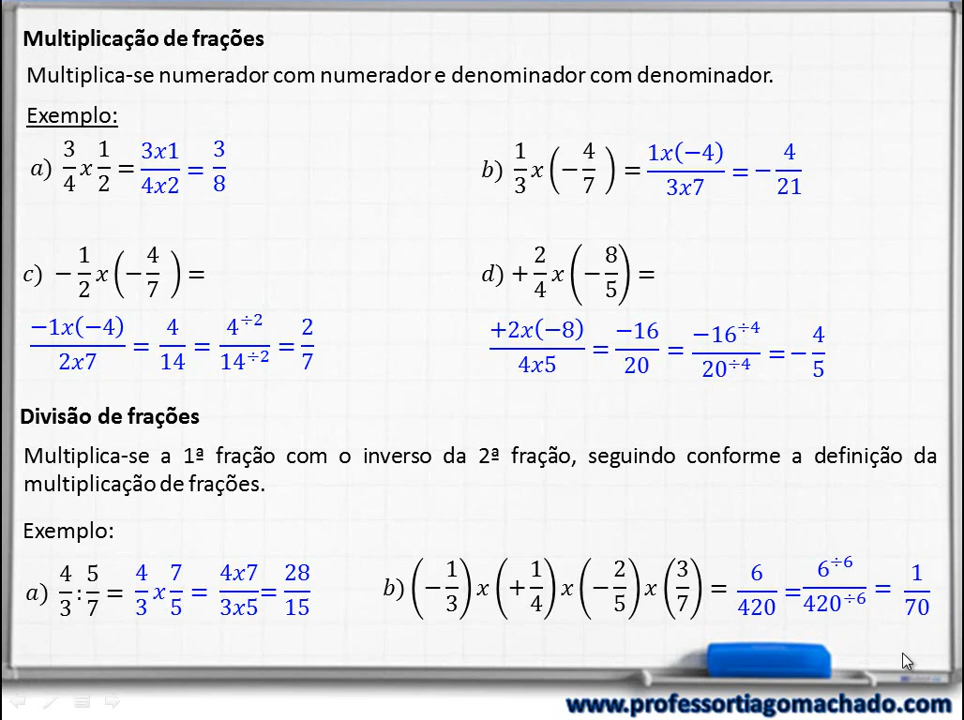 Multiplicação de frações
Multiplica-se numerador com numerador e denominador com denominador.
Exemplo:
a) 3/4 x 1/2 = 3x1/4x2 = 3/8
b) 1/3 x (−4/7) = 1x(−4)/3x7 = −4/21
c) −1/2 x (−4/7) =
−1x(−4)/2x7 = 4/14 = 4^÷2/14^÷2 = 2/7
d) +2/4 x (−8/5) =
+2x(−8)/4x5 = −16/20 = −16^÷4/20^÷4 = −4/5
Divisão de frações
Multiplica-se a 1ª fração com o inverso da 2ª fração, seguindo conforme a definição da
multiplicação de frações.
Exemplo:
a) 4/3 : 5/7 = 4/3 x 7/5 = 4x7/3x5 = 28/15
b) (−1/3) x (+1/4) x (−2/5) x (3/7) = 6/420 = 6^÷6/420^÷6 = 1/70
www.professortiagomachado.com